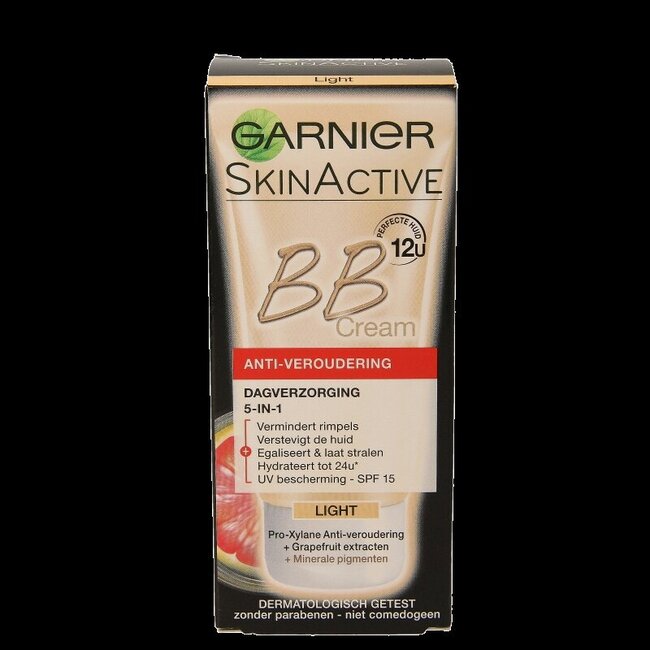 SKINACTIVE
Light
GARNIER
SKINACTIVE
PERFECTE HUID
12U
BB
Cream
ANTI-VEROUDERING
DAGVERZORGING
5-IN-1
Vermindert rimpels
Verstevigt de huid
+ Egaliseert & laat stralen
Hydrateert tot 24u*
UV bescherming - SPF 15
LIGHT
Pro-Xylane Anti-veroudering
+ Grapefruit extracten
+ Minerale pigmenten
DERMATOLOGISCH GETEST
zonder parabenen - niet comedogeen